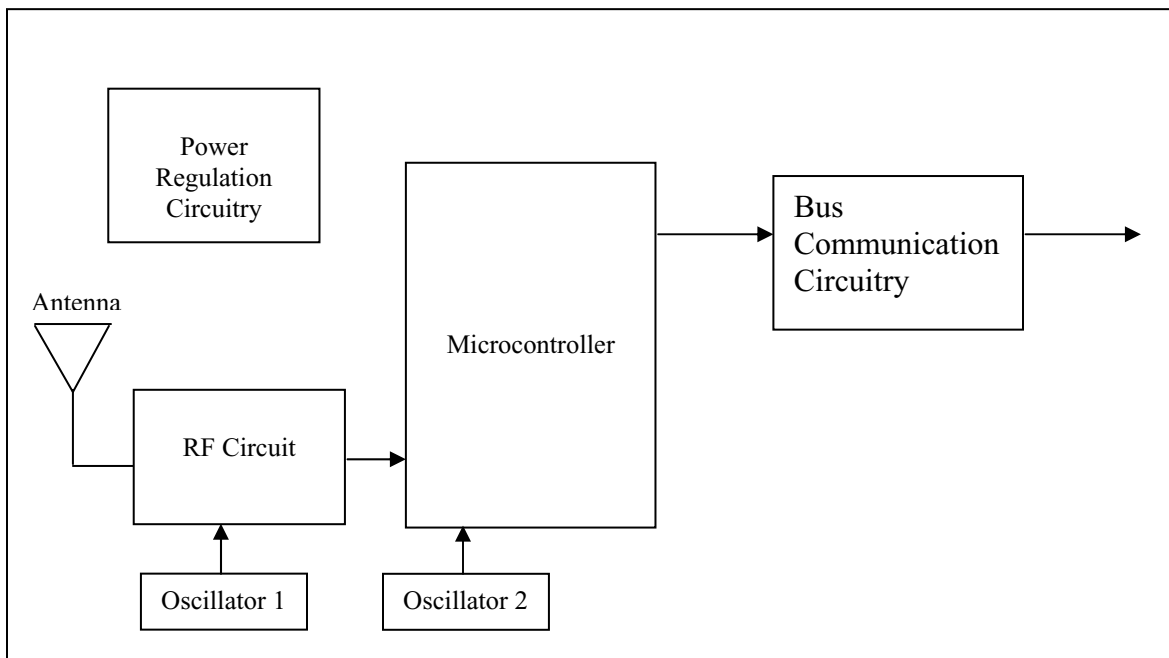 Power
Regulation
Circuitry
Bus
Communication
Circuitry
Antenna
Microcontroller
RF Circuit
Oscillator 1
Oscillator 2